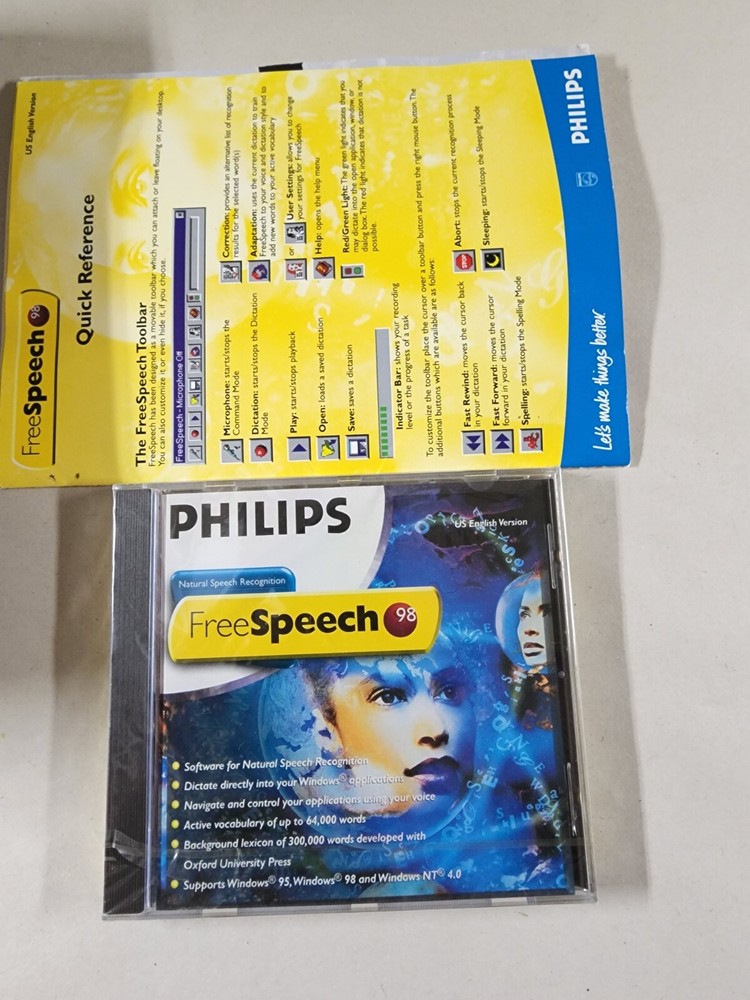 US English Version
FreeSpeech 98
Quick Reference
The FreeSpeech Toolbar
FreeSpeech has been designed as a movable toolbar which you can attach or leave floating on your desktop.
You can also customize it or even hide it, if you choose.
FreeSpeech - Microphone Off
Microphone: starts/stops the
Command Mode
Dictation: starts/stops the Dictation
Mode
Play: starts/stops playback
Open: loads a saved dictation
Save: saves a dictation
Indicator Bar: shows your recording
level or the progress of a task
Correction: provides an alternative list of recognition
results for the selected word(s)
Adaptation: uses the current dictation to train
FreeSpeech to your voice and dictation style and to
add new words to your active vocabulary
or
User Settings: allows you to change
your settings for FreeSpeech
Help: opens the help menu
Red/Green Light: The green light indicates that you
may dictate into the open application, window, or
dialog box. The red light indicates that dictation is not
possible.
To customize the toolbar place the cursor over a toolbar button and press the right mouse button. The
additional buttons which are available are as follows:
Fast Rewind: moves the cursor back
in your dictation
Fast Forward: moves the cursor
forward in your dictation
Spelling: starts/stops the Spelling Mode
STOP
Abort: stops the current recognition process
Sleeping: starts/stops the Sleeping Mode
Let's make things better
PHILIPS
PHILIPS
US English Version
Natural Speech Recognition
FreeSpeech 98
Software for Natural Speech Recognition
Dictate directly into your Windows® applications
Navigate and control your applications using your voice
Active vocabulary of up to 64,000 words
Background lexicon of 300,000 words developed with
Oxford University Press
Supports Windows® 95, Windows® 98 and Windows NT® 4.0